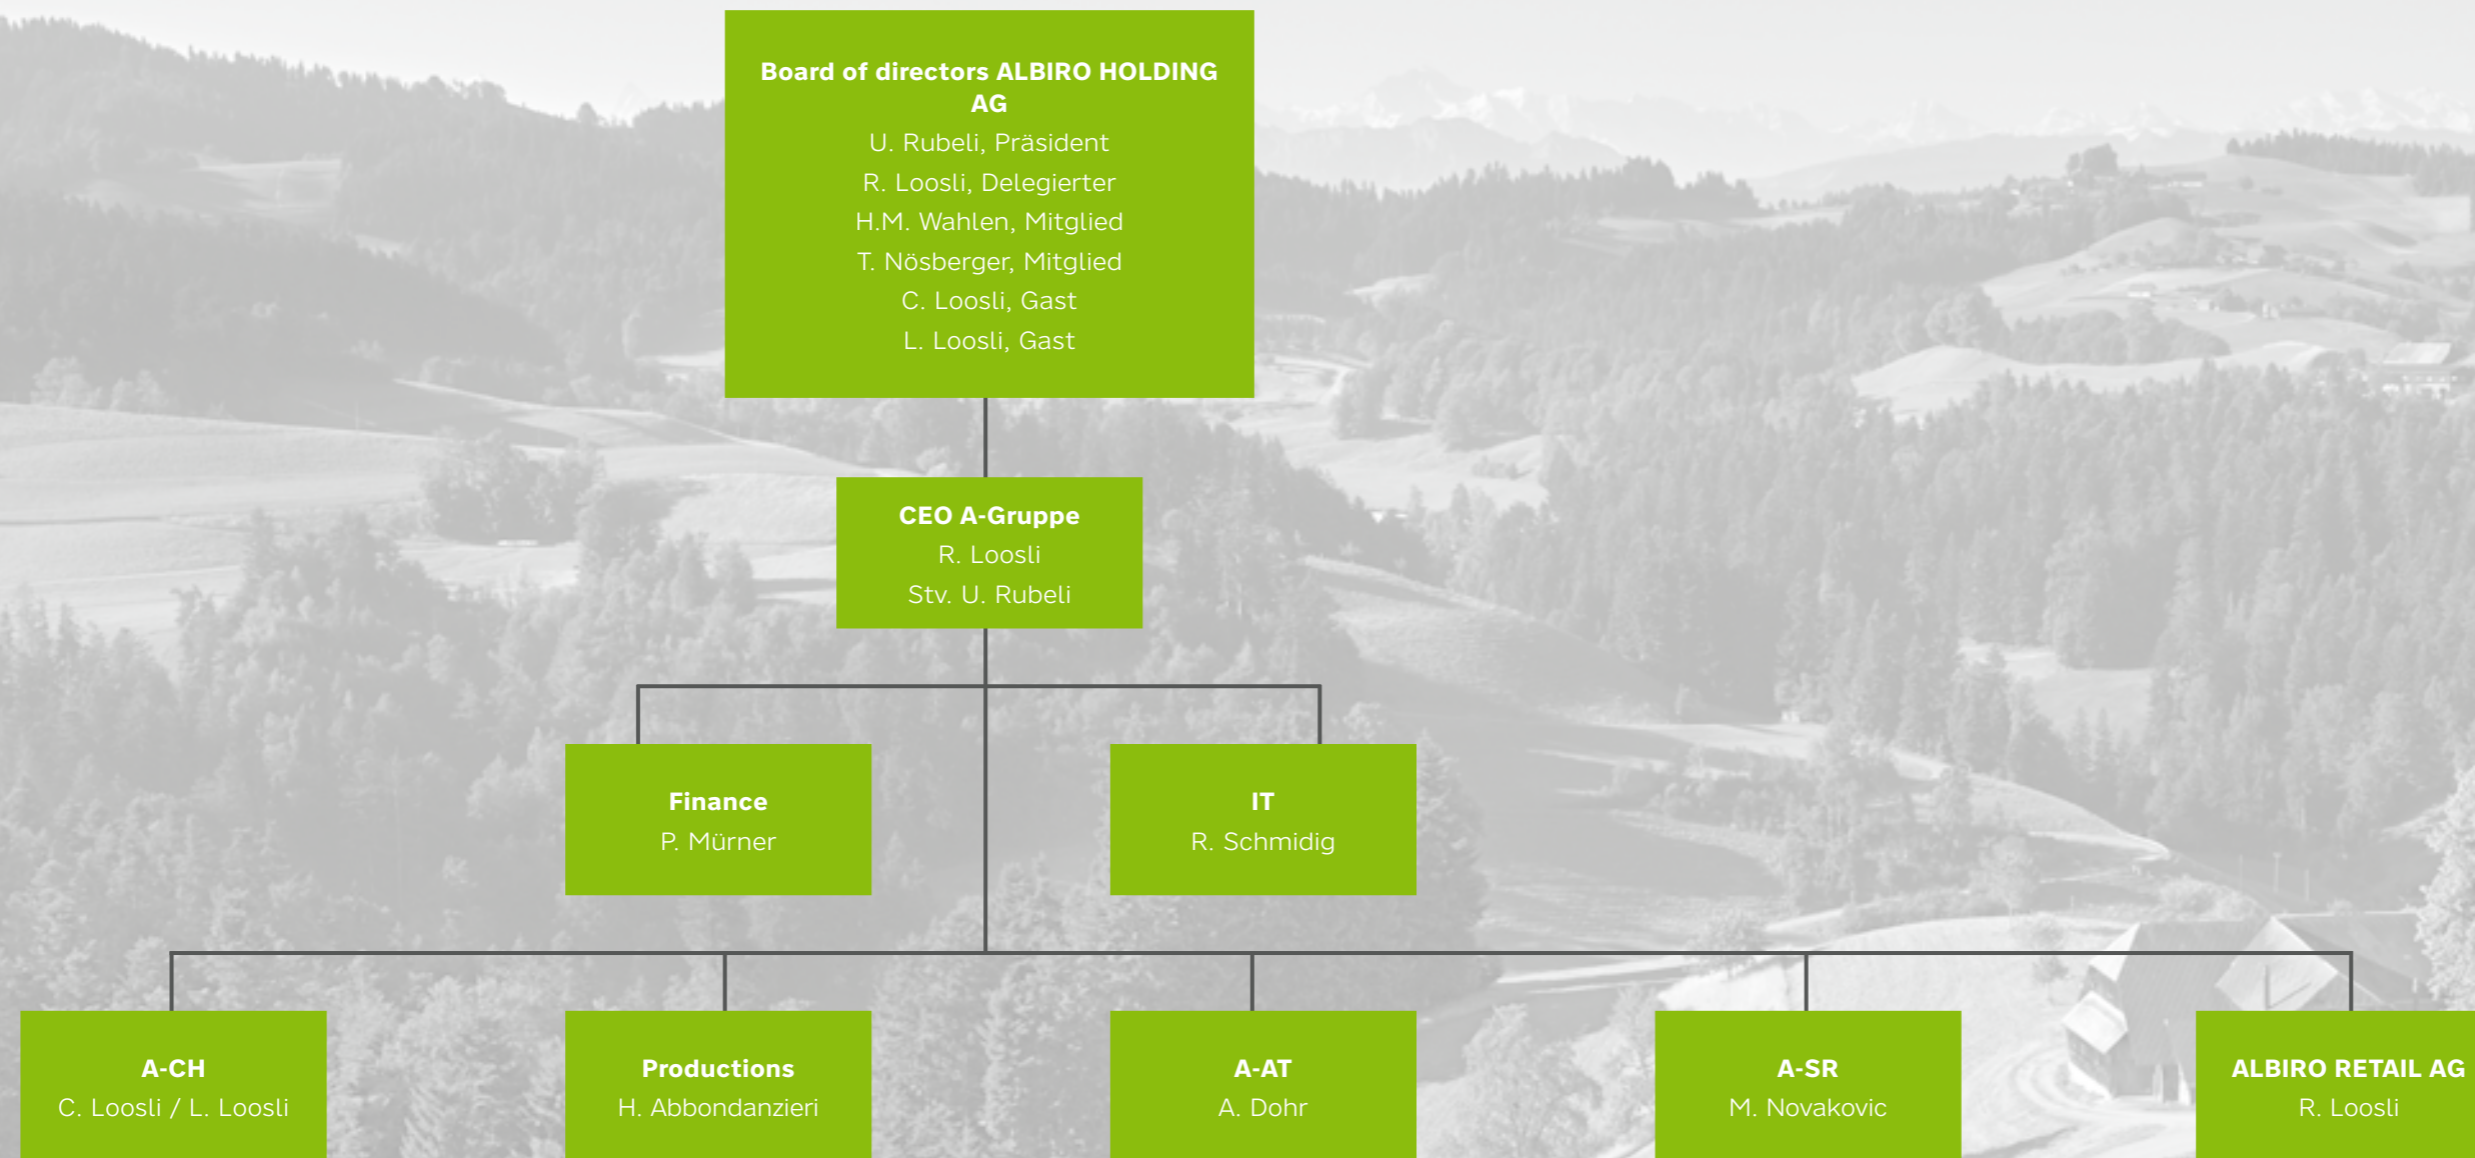 Board of directors ALBIRO HOLDING
AG
U. Rubeli, Präsident
R. Loosli, Delegierter
H.M. Wahlen, Mitglied
T. Nösberger, Mitglied
C. Loosli, Gast
L. Loosli, Gast
CEO A-Gruppe
R. Loosli
Stv. U. Rubeli
Finance
P. Mürner
IT
R. Schmidig
A-CH
C. Loosli / L. Loosli
Productions
H. Abbondanzieri
A-AT
A. Dohr
A-SR
M. Novakovic
ALBIRO RETAIL AG
R. Loosli